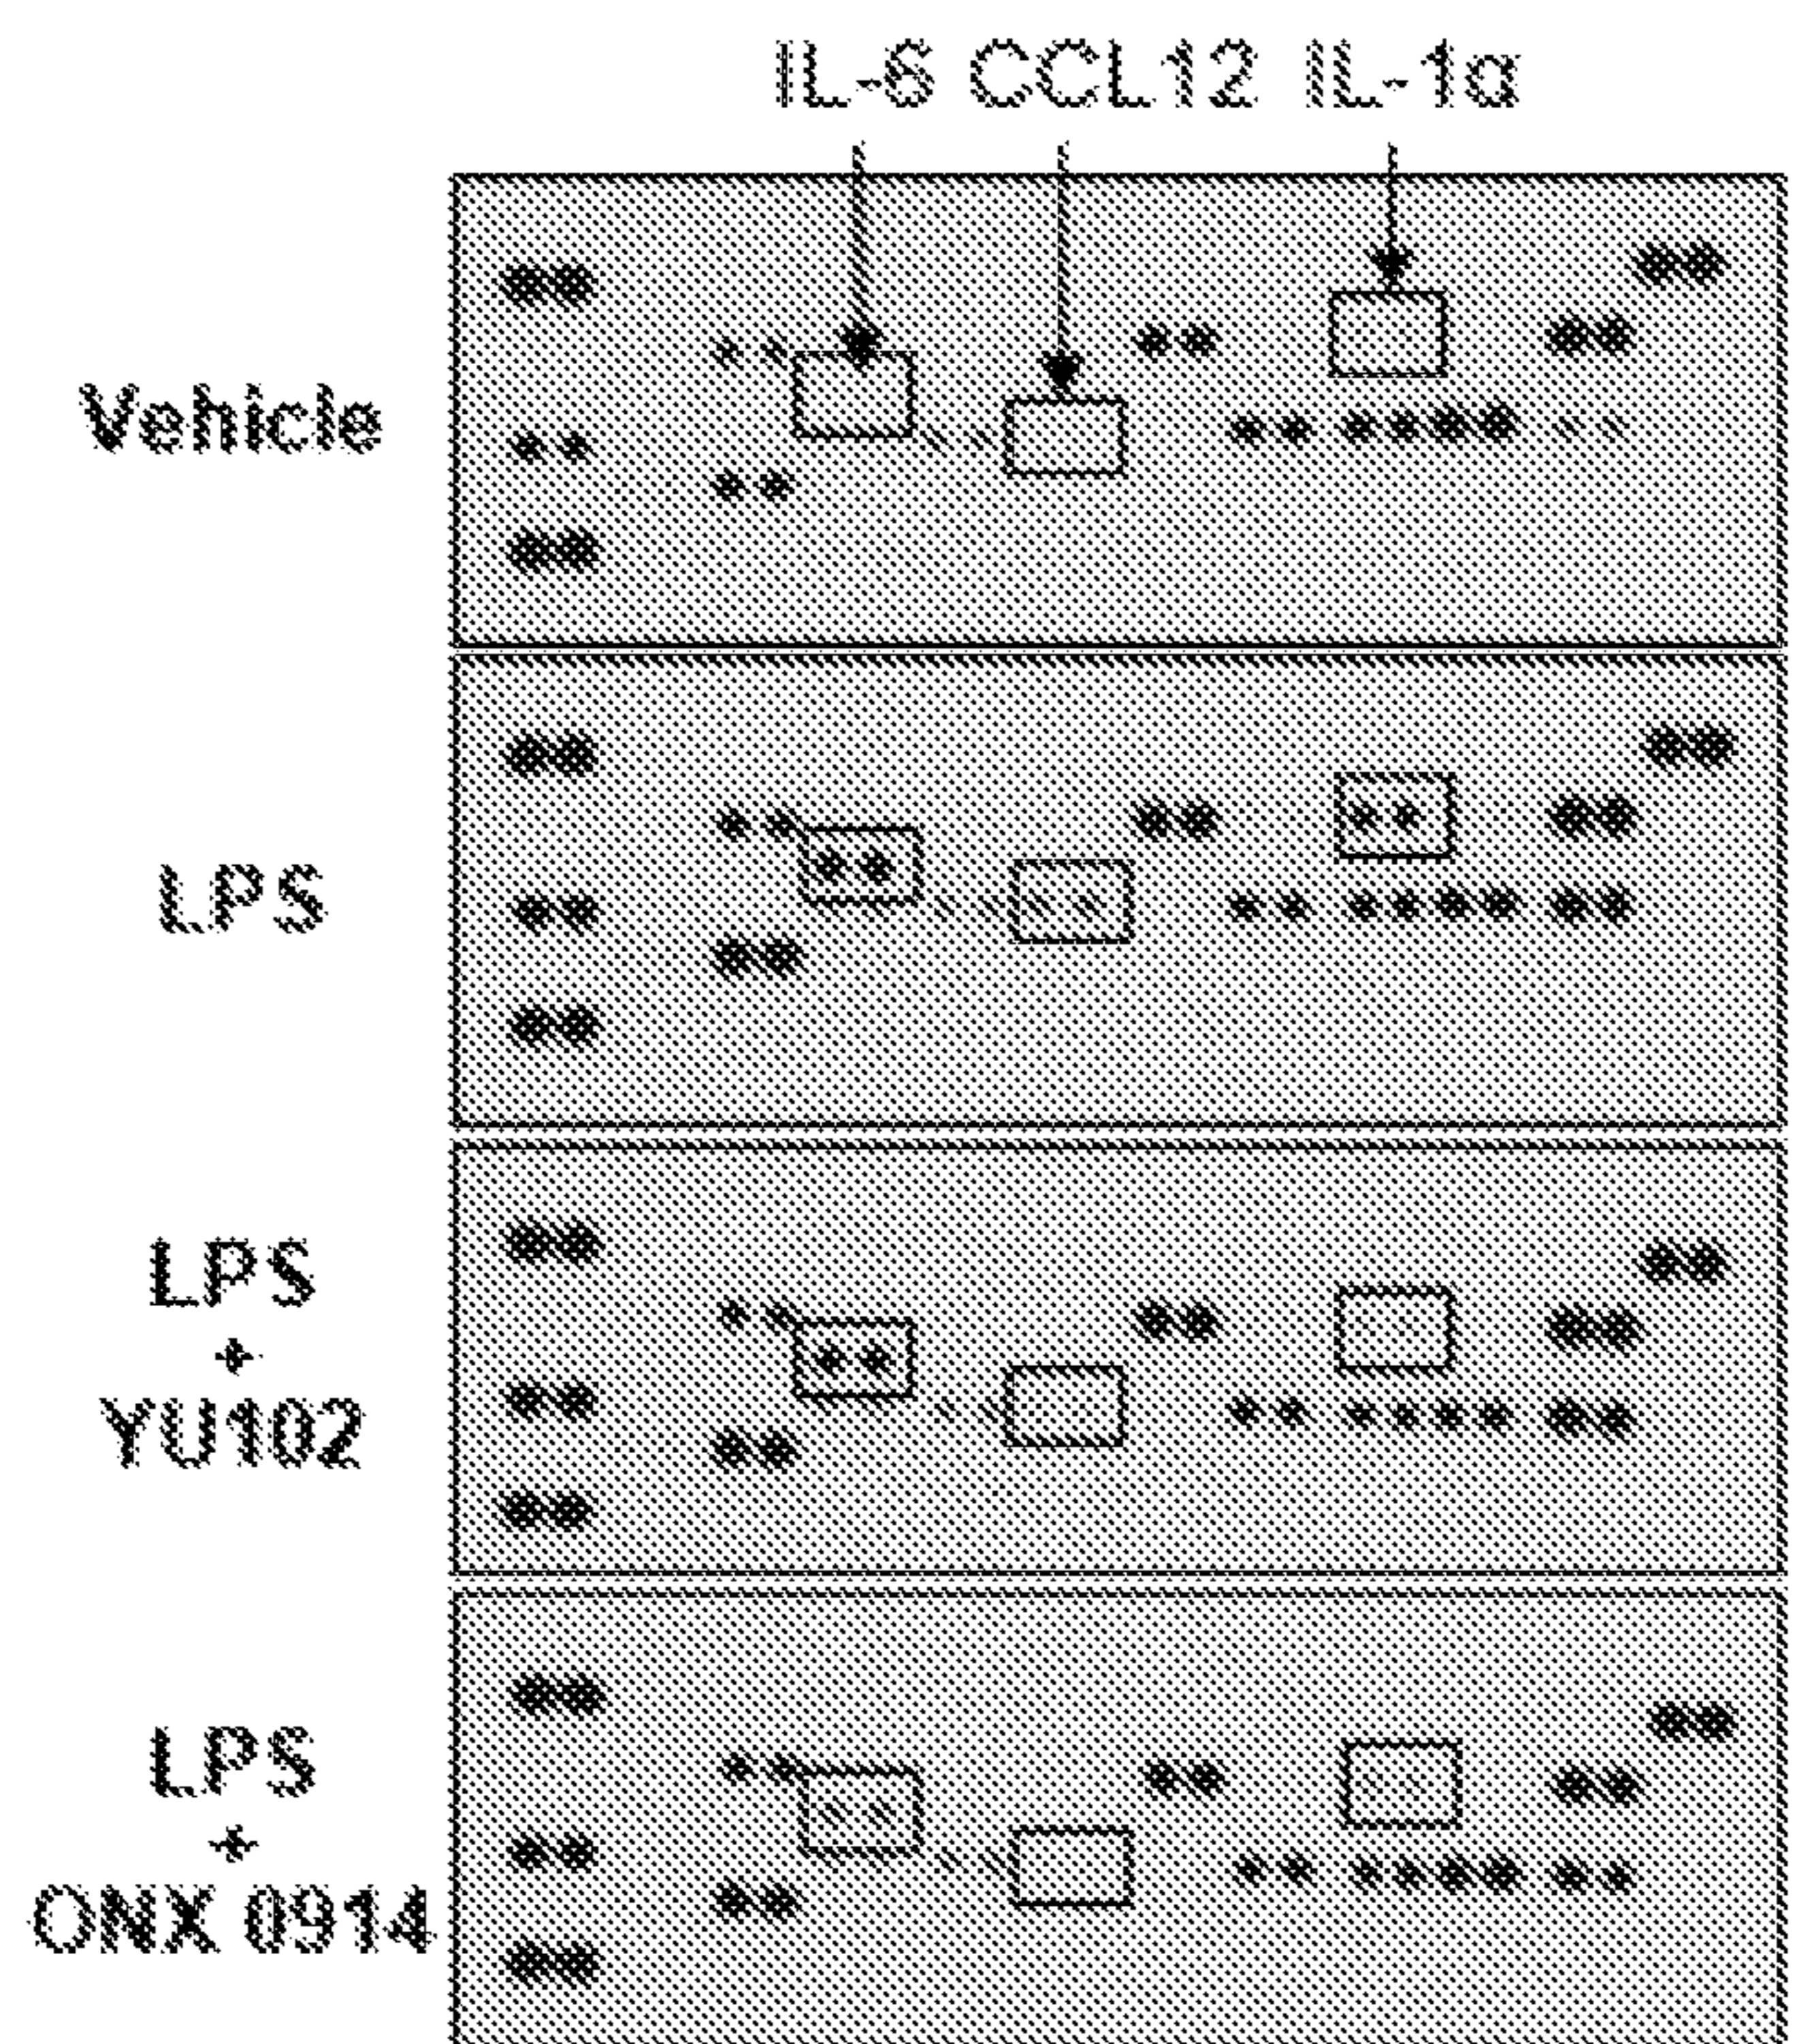 IL-6 CCL12 IL-1α
Vehicle
LPS
LPS
+
YU102
LPS
+
ONX 0914